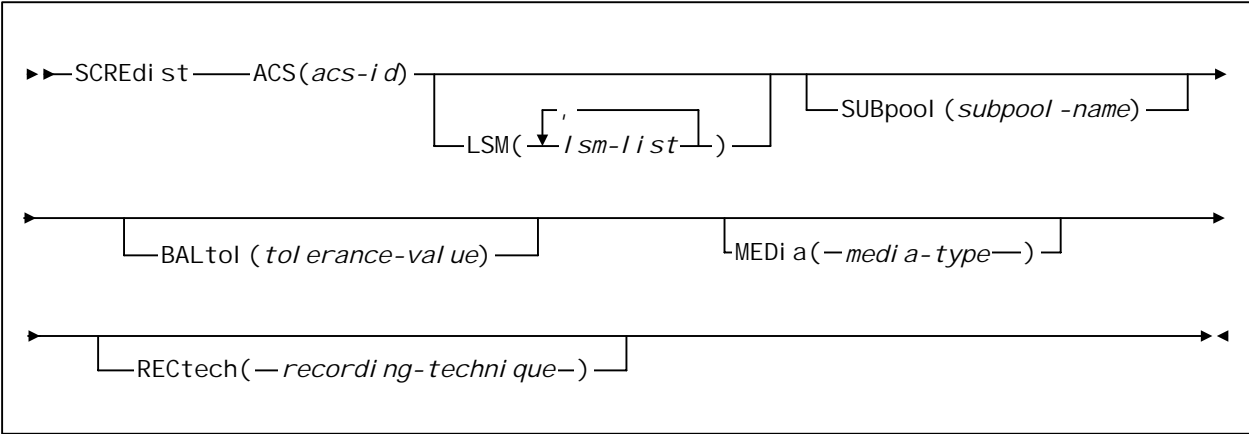 SCREdist ACS(acs-id)
SUBpool(subpool-name)
,
LSM(lsm-list)
BALtol(tolerance-value) MEDia(media-type)
RECtech(recording-technique)